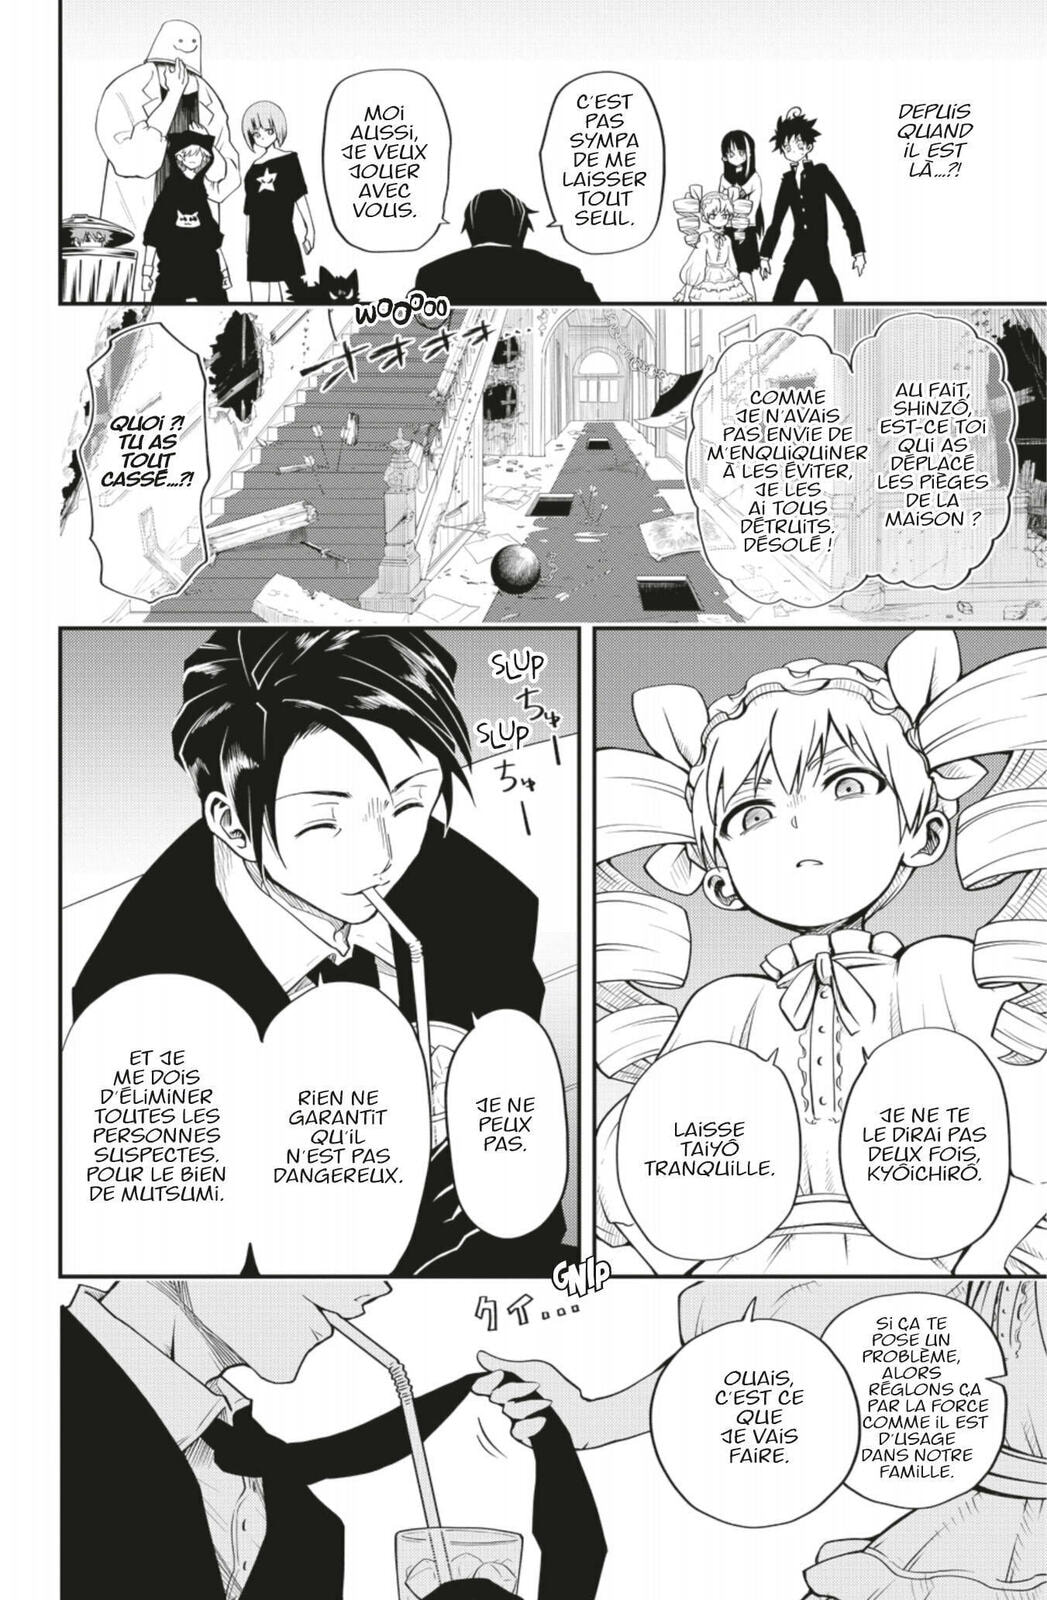 DEPUIS
QUAND
IL EST
LÀ...?!
C'EST
PAS
SYMPA
DE ME
LAISSER
TOUT
SEUL.
MOI
AUSSI,
JE VEUX
JOUER
AVEC
VOUS.
AU FAIT,
SHINZÔ,
EST-CE TOI
QUI AS
DÉPLACÉ
LES PIÈGES
DE LA
MAISON ?
COMME
JE N'AVAIS
PAS ENVIE DE
M'ENQUIQUINER
À LES ÉVITER,
JE LES
AI TOUS
DÉTRUITS.
DÉSOLÉ !
WOOOOO
オオオオ...
QUOI ?!
TU AS
TOUT
CASSÉ...?!
JE NE TE
LE DIRAI PAS
DEUX FOIS,
KYÔICHIRÔ.
LAISSE
TAIYÔ
TRANQUILLE.
SLUP
ちゅー
SLUP
ちゅー
JE NE
PEUX
PAS.
RIEN NE
GARANTIT
QU'IL
N'EST PAS
DANGEREUX.
ET JE
ME DOIS
D'ÉLIMINER
TOUTES LES
PERSONNES
SUSPECTES.
POUR LE BIEN
DE MUTSUMI.
SI ÇA TE
POSE UN
PROBLÈME,
ALORS
RÉGLONS ÇA
PAR LA FORCE
COMME IL EST
D'USAGE
DANS NOTRE
FAMILLE.
OUAIS,
C'EST CE
QUE
JE VAIS
FAIRE.
GNIP
クイ...